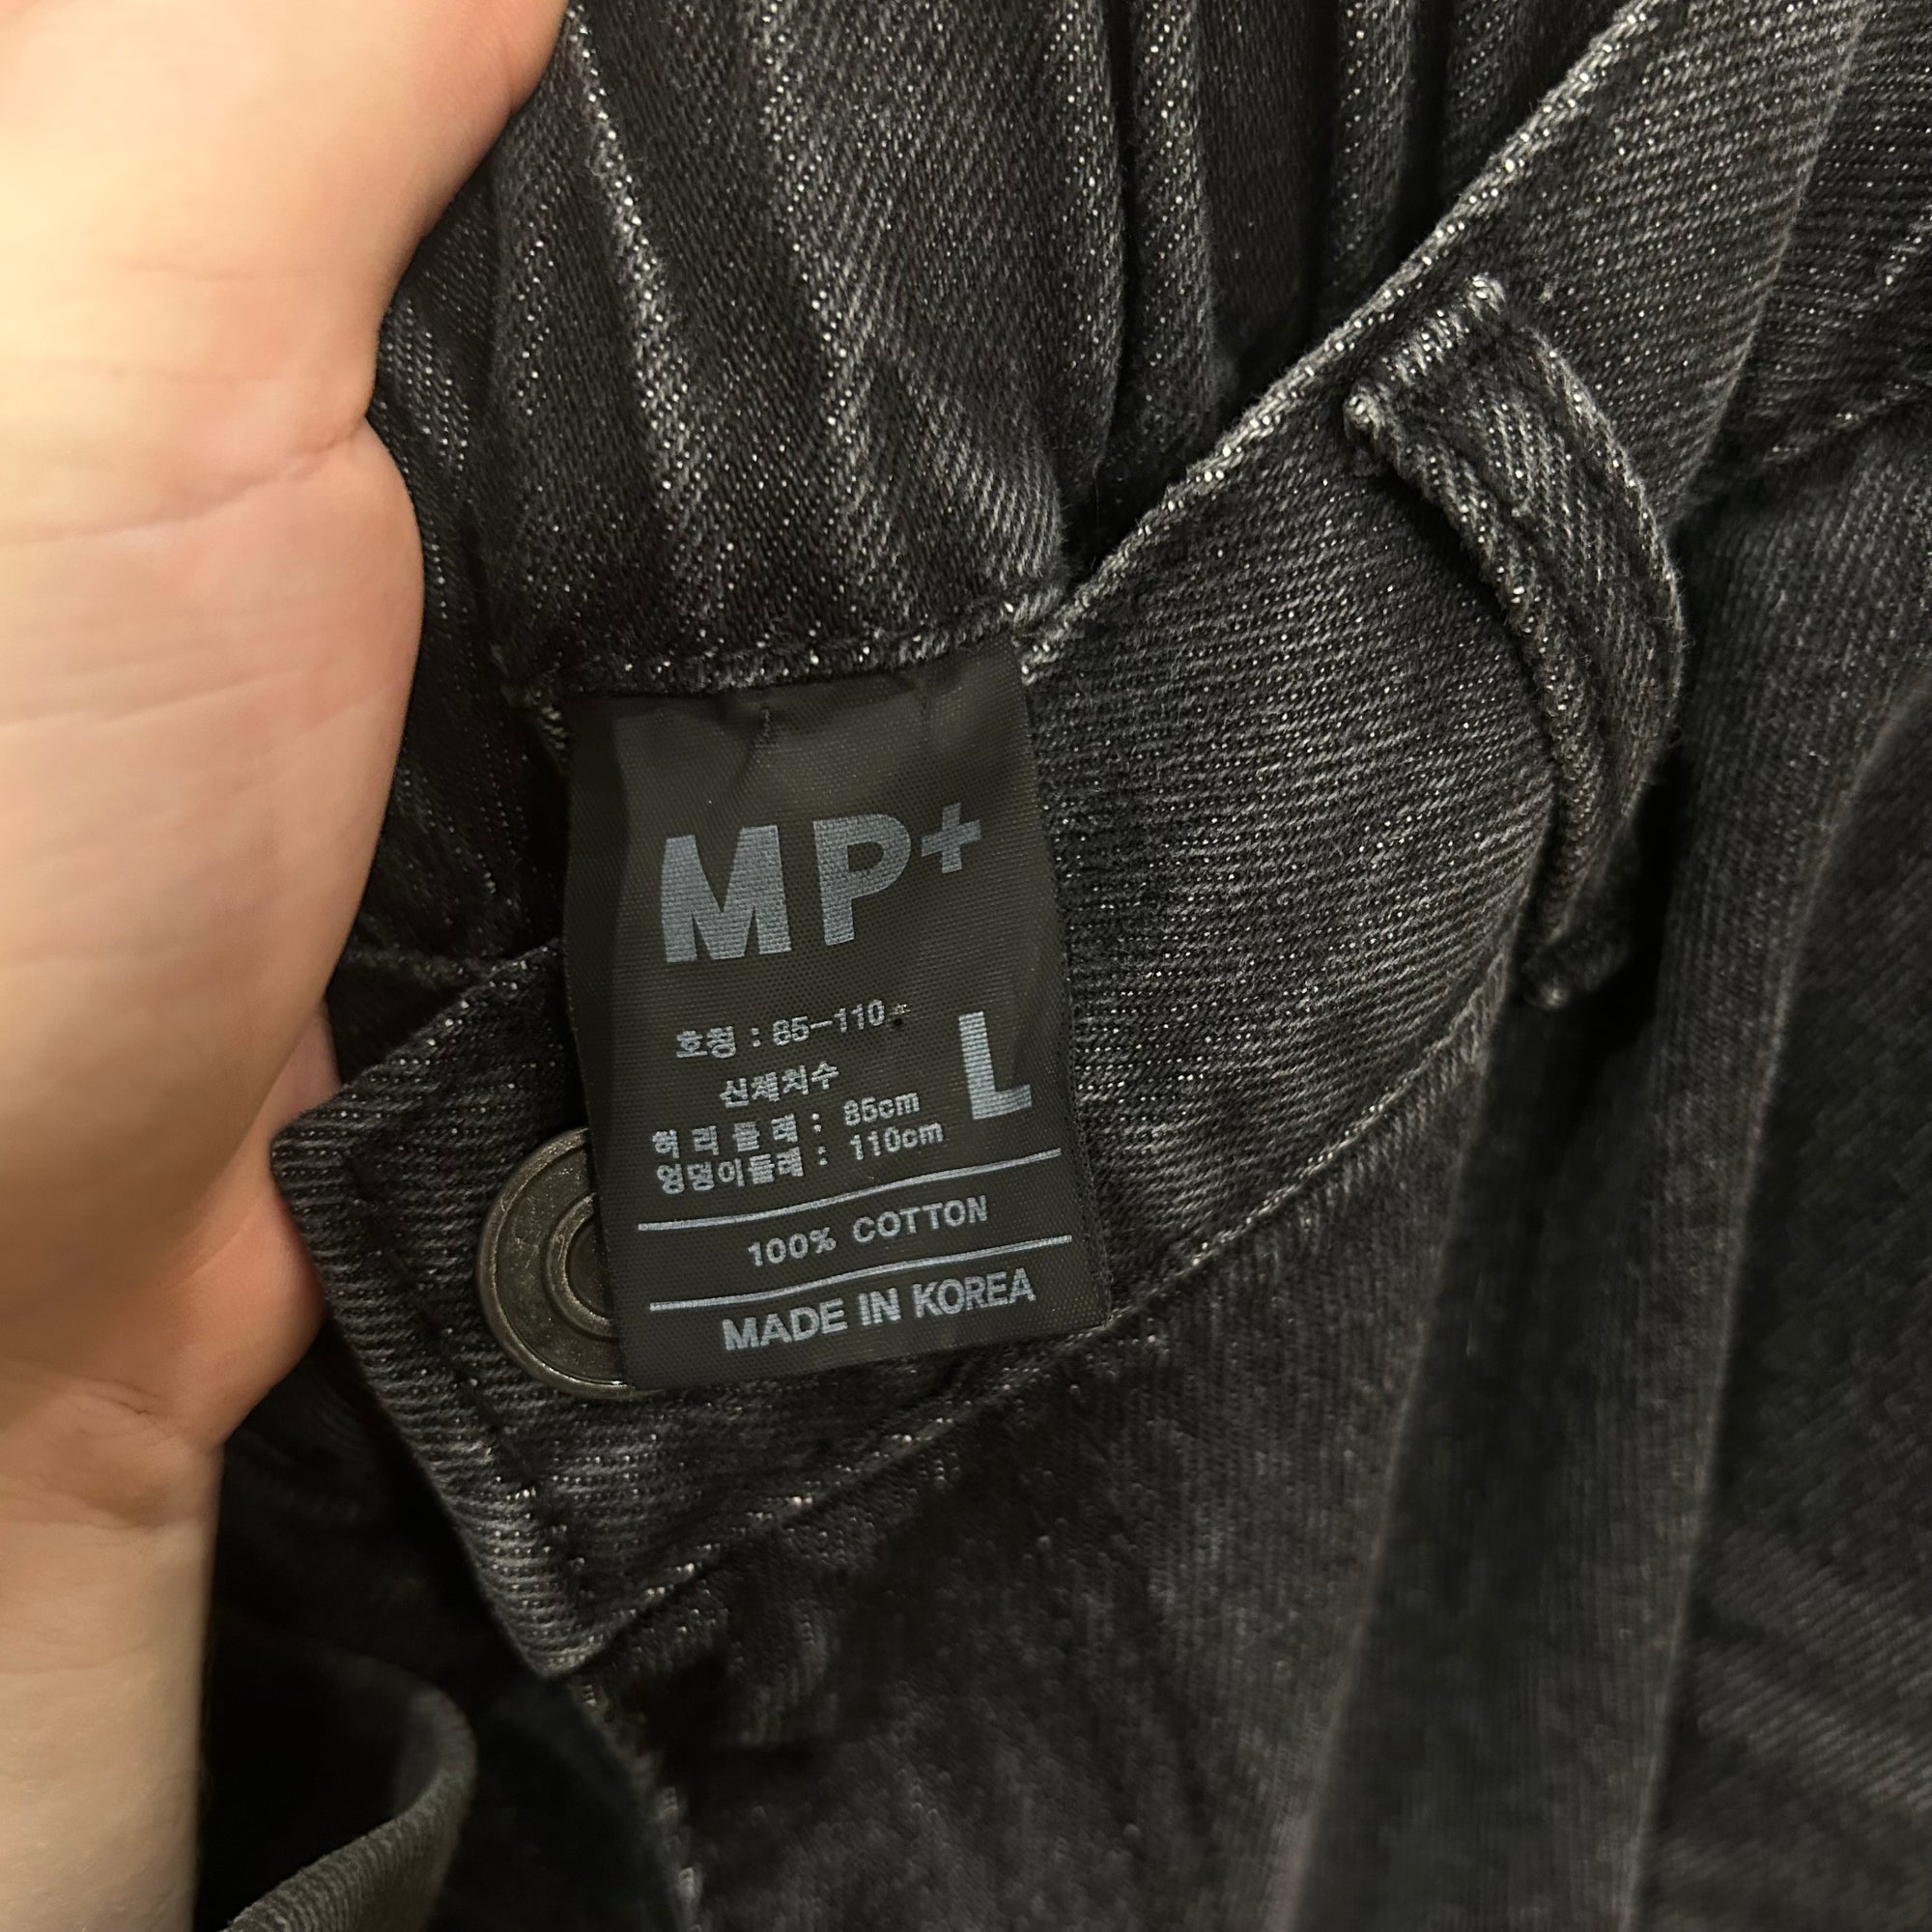 MP+
호칭 : 85-110
L
신체치수
허리둘레 : 85cm
엉덩이둘레 : 110cm
100% COTTON
MADE IN KOREA